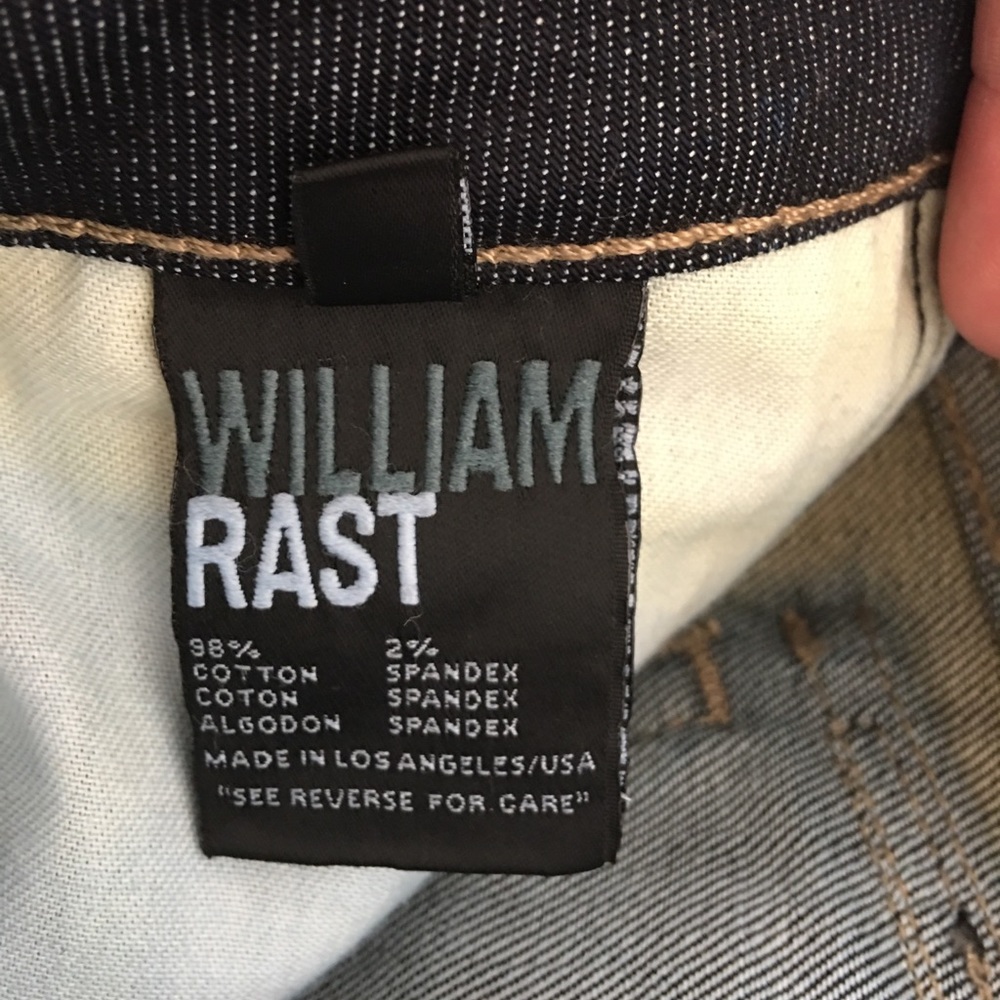 WILLIAM
RAST
98% 2%
COTTON SPANDEX
COTON SPANDEX
ALGODON SPANDEX
MADE IN LOS ANGELES/USA
"SEE REVERSE FOR CARE"